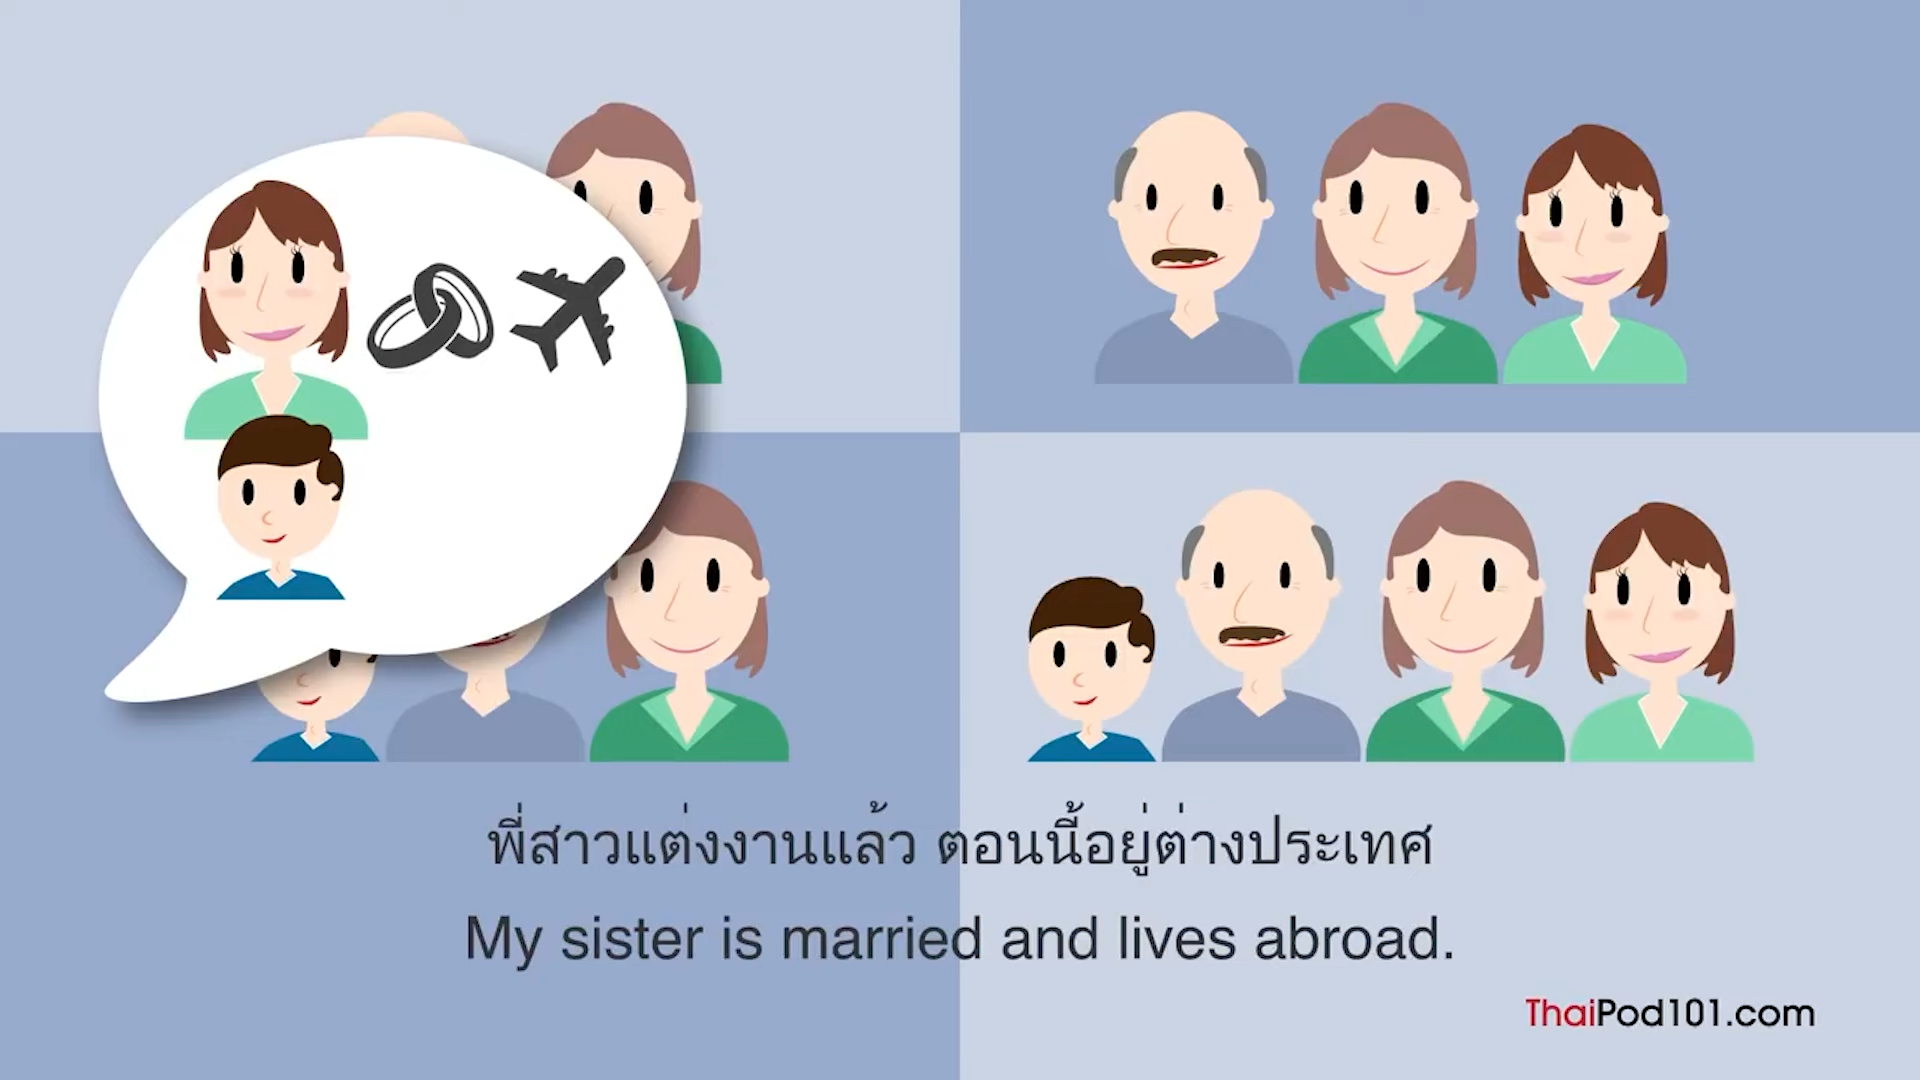 พี่สาวแต่งงานแล้ว ตอนนี้อยู่ต่างประเทศ
My sister is married and lives abroad.
ThaiPod101.com